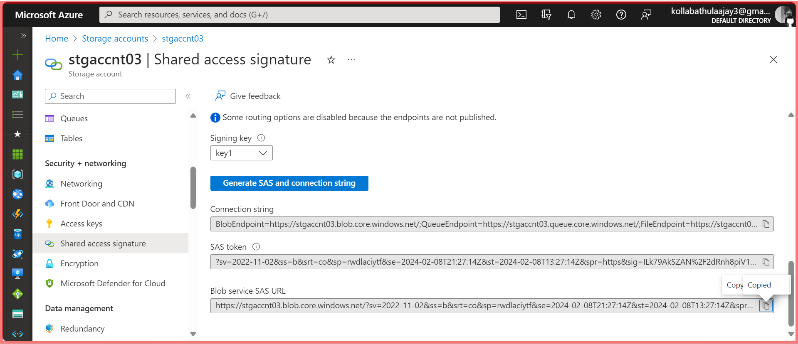 Microsoft Azure
Search resources, services, and docs (G+/)
kollabathulaajay3@gma...
DEFAULT DIRECTORY
Home > Storage accounts > stgaccnt03
stgaccnt03 | Shared access signature
Storage account
Search
Queues
Tables
Security + networking
Networking
Front Door and CDN
Access keys
Shared access signature
Encryption
Microsoft Defender for Cloud
Data management
Redundancy
Give feedback
Some routing options are disabled because the endpoints are not published.
Signing key
key1
Generate SAS and connection string
Connection string
BlobEndpoint=https://stgaccnt03.blob.core.windows.net/;QueueEndpoint=https://stgaccnt03.queue.core.windows.net/;FileEndpoint=https://stgaccnt0...
SAS token
?sv=2022-11-02&ss=b&srt=co&sp=rwdlaciytf&se=2024-02-08T21:27:14Z&st=2024-02-08T13:27:14Z&spr=https&sig=ILk79AkSZAN%2F2dRnh8piV1...
Copy Copied
Blob service SAS URL
https://stgaccnt03.blob.core.windows.net/?sv=2022-11-02&ss=b&srt=co&sp=rwdlaciytf&se=2024-02-08T21:27:14Z&st=2024-02-08T13:27:14Z&spr...